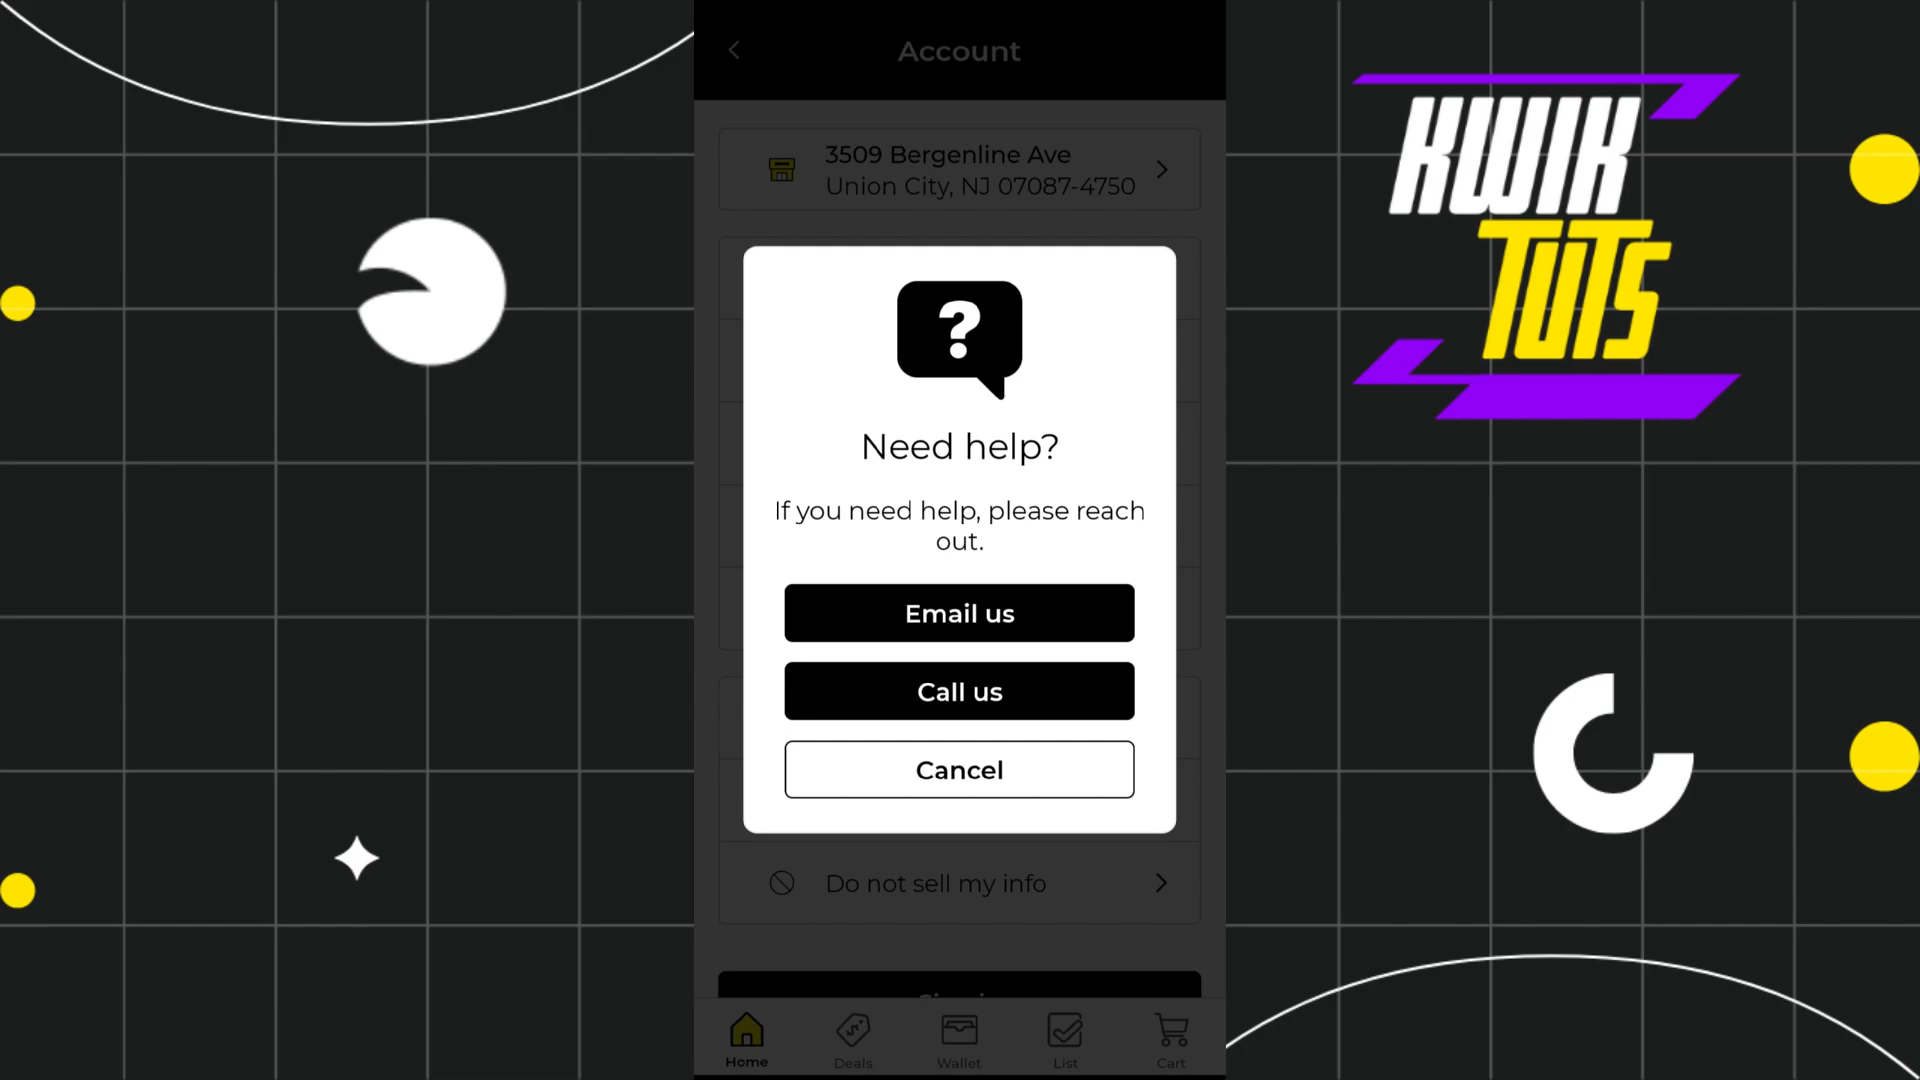 Account
3509 Bergenline Ave
Union City, NJ 07087-4750
KWIK
TUTS
?
Need help?
If you need help, please reach
out.
Email us
Call us
Cancel
Do not sell my info
Home
Deals
Wallet
List
Cart